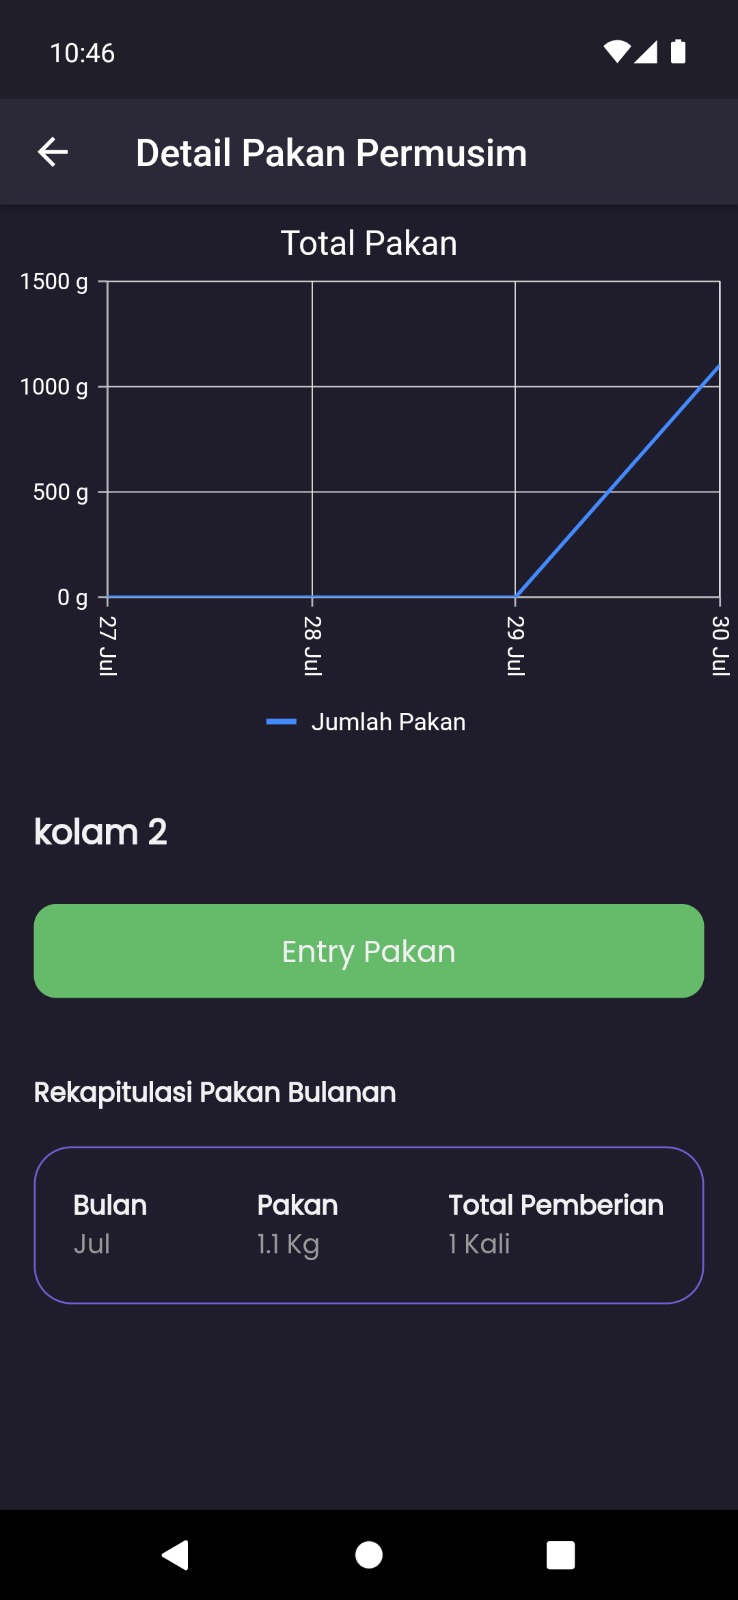 10:46
Detail Pakan Permusim
Total Pakan
1500 g
1000 g
500 g
0 g
27 Jul
28 Jul
29 Jul
30 Jul
Jumlah Pakan
kolam 2
Entry Pakan
Rekapitulasi Pakan Bulanan
Bulan Pakan Total Pemberian
Jul 1.1 Kg 1 Kali